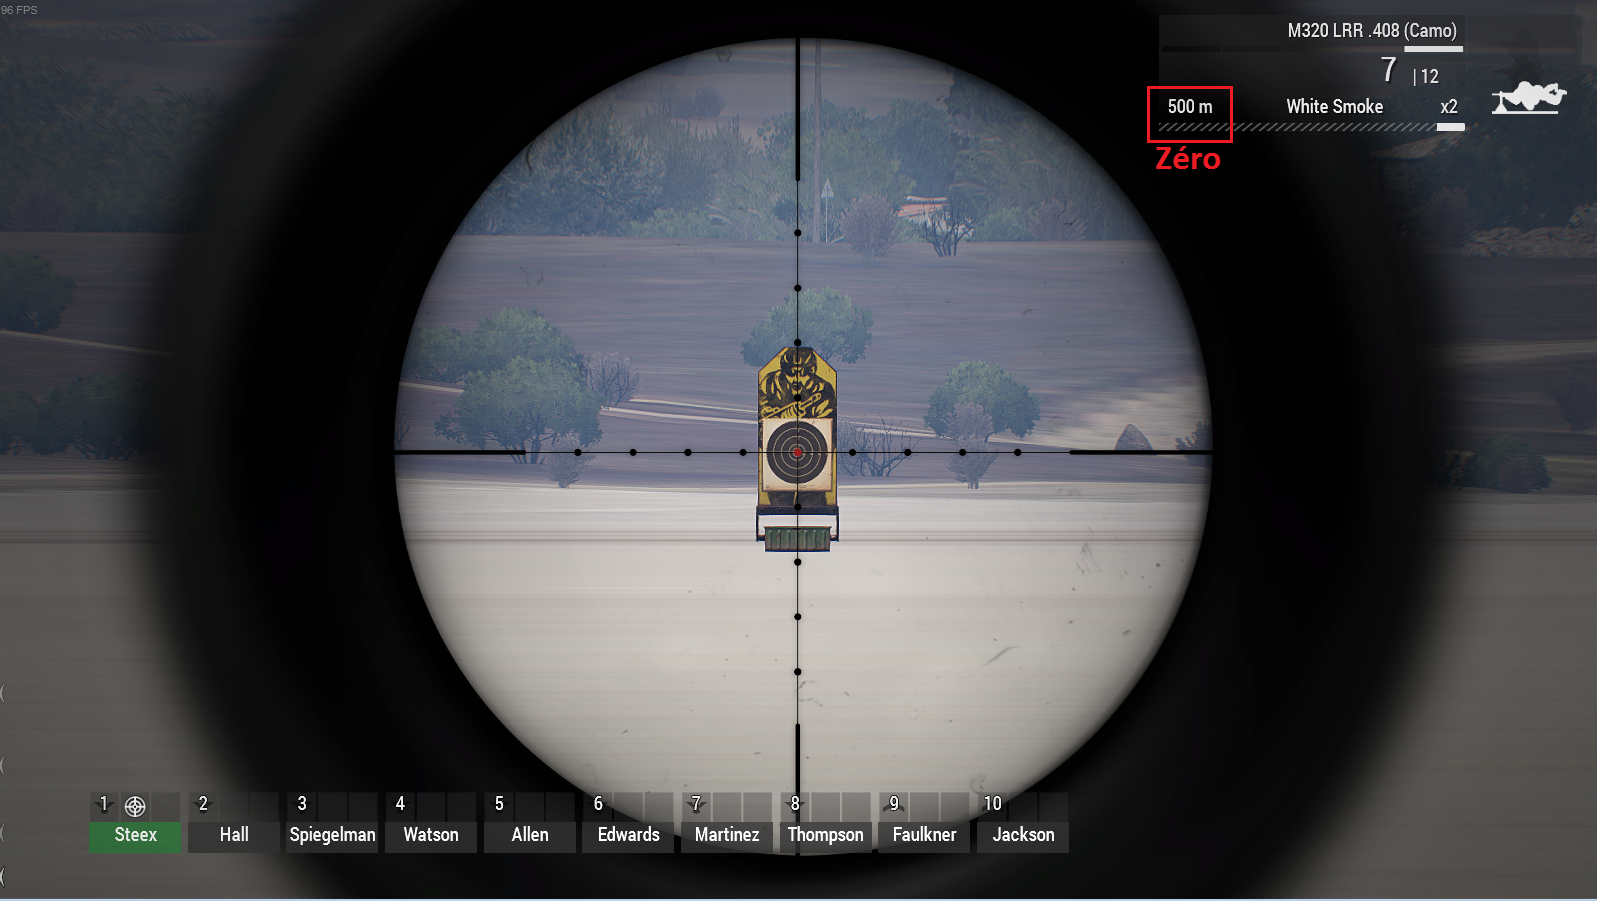 96 FPS
M320 LRR .408 (Camo)
7 | 12
500 m White Smoke x2
Zéro
1 2 3 4 5 6 7 8 9 10
Steex Hall Spiegelman Watson Allen Edwards Martinez Thompson Faulkner Jackson